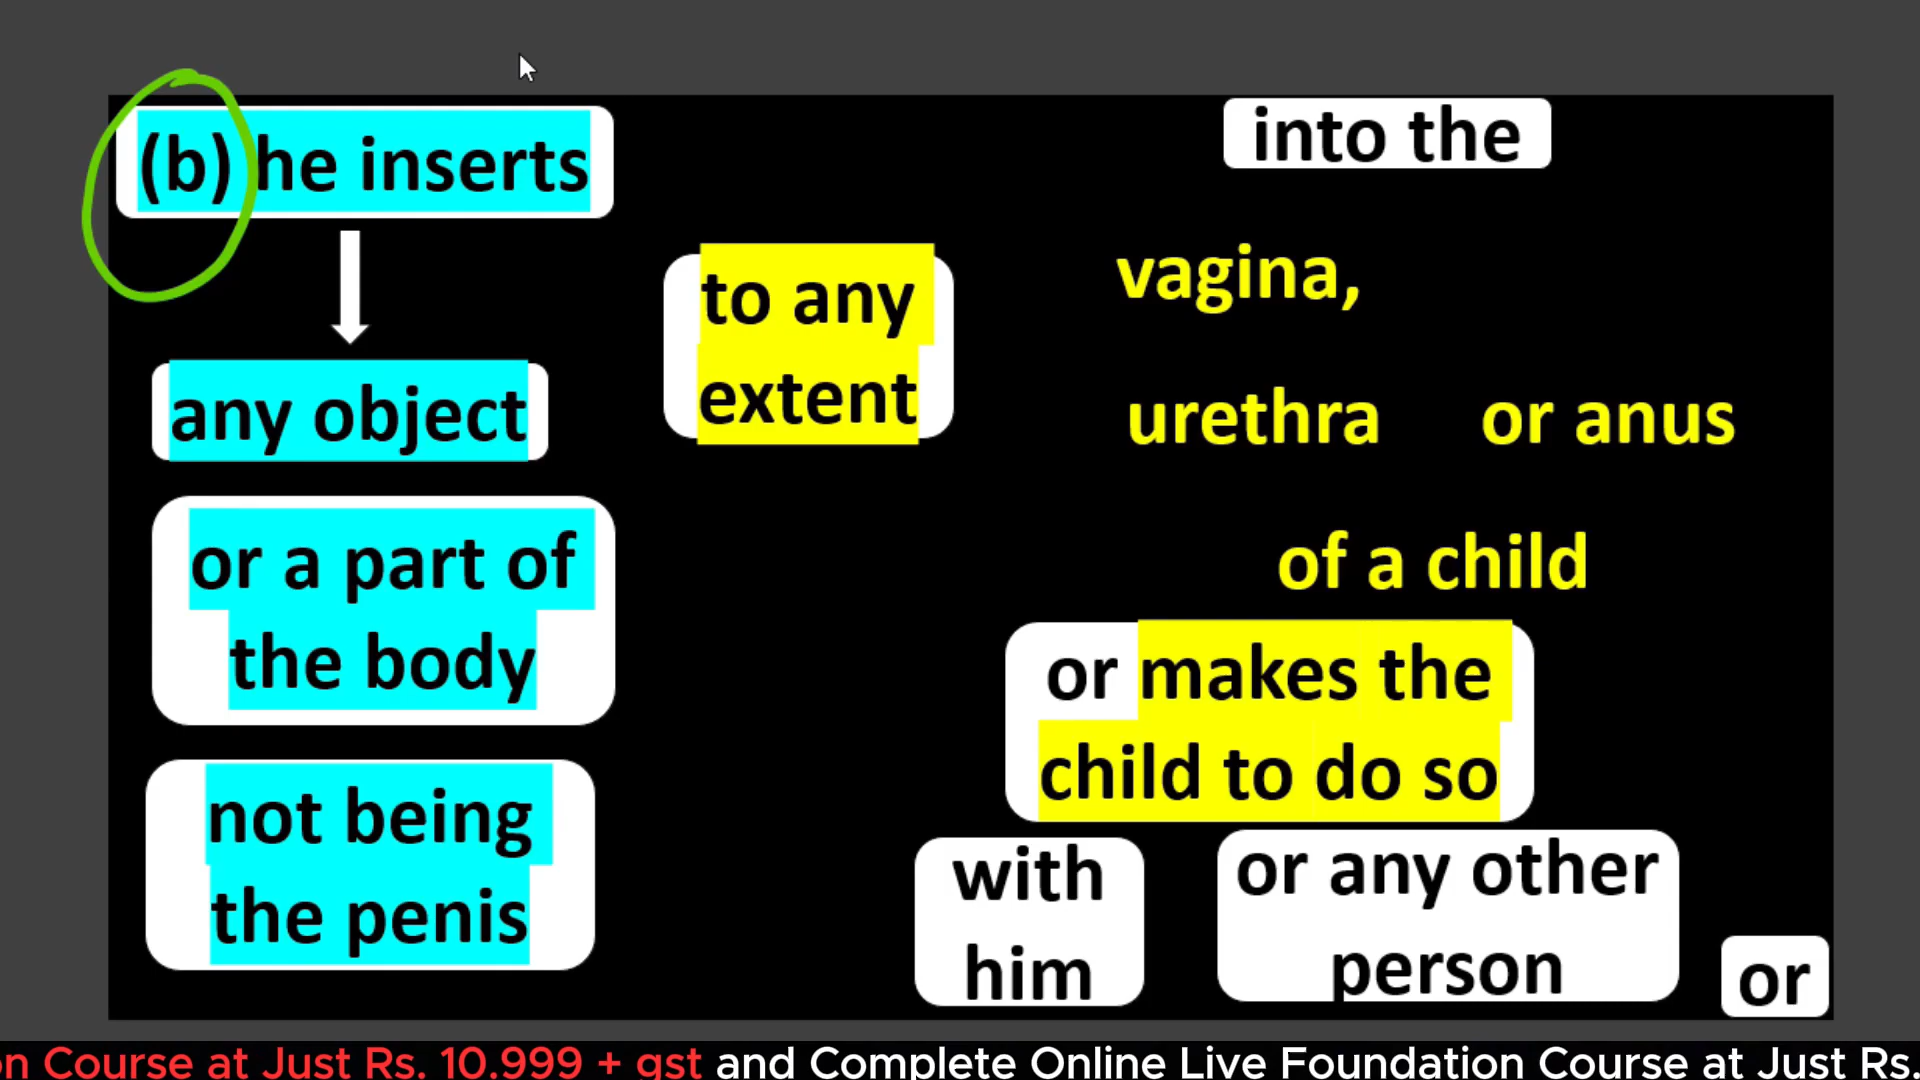 (b) he inserts
any object
or a part of
the body
not being
the penis
to any
extent
into the
vagina,
urethra or anus
of a child
or makes the
child to do so
with
him
or any other
person
or
on Course at Just Rs. 10.999 + gst and Complete Online Live Foundation Course at Just Rs.